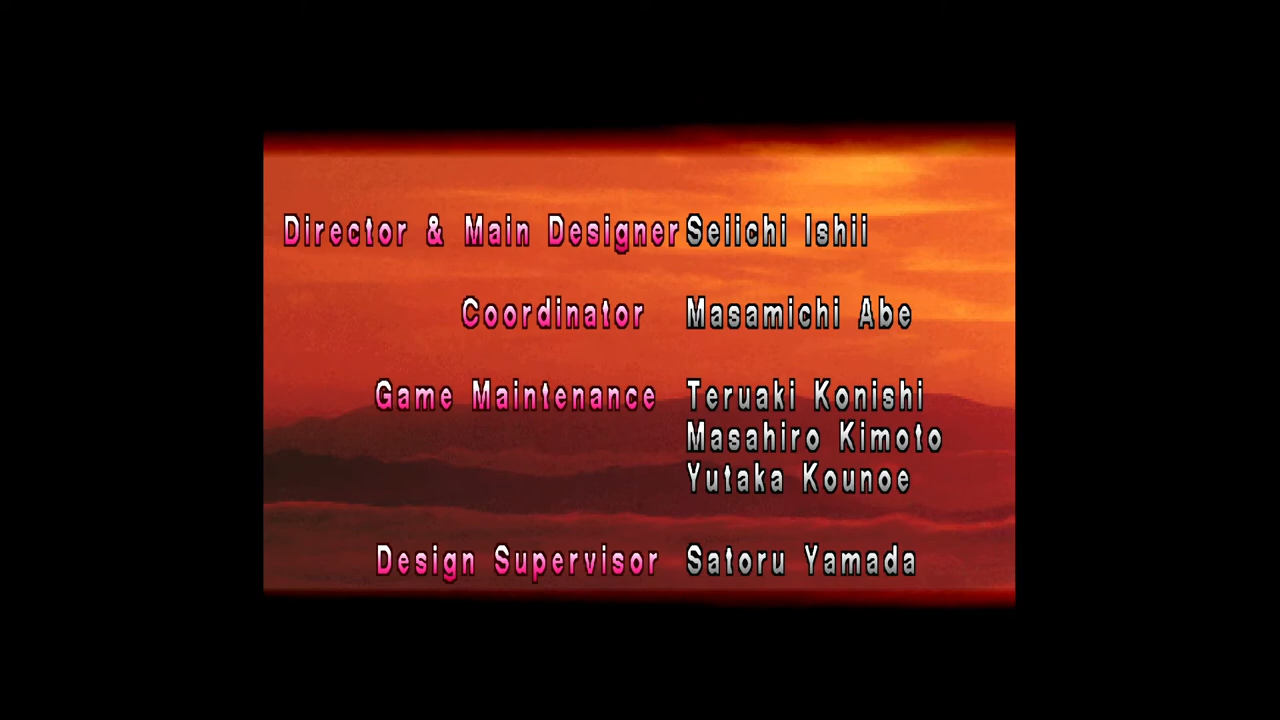 Director & Main Designer Seiichi Ishii
Coordinator Masamichi Abe
Game Maintenance Teruaki Konishi
Masahiro Kimoto
Yutaka Kounoe
Design Supervisor Satoru Yamada